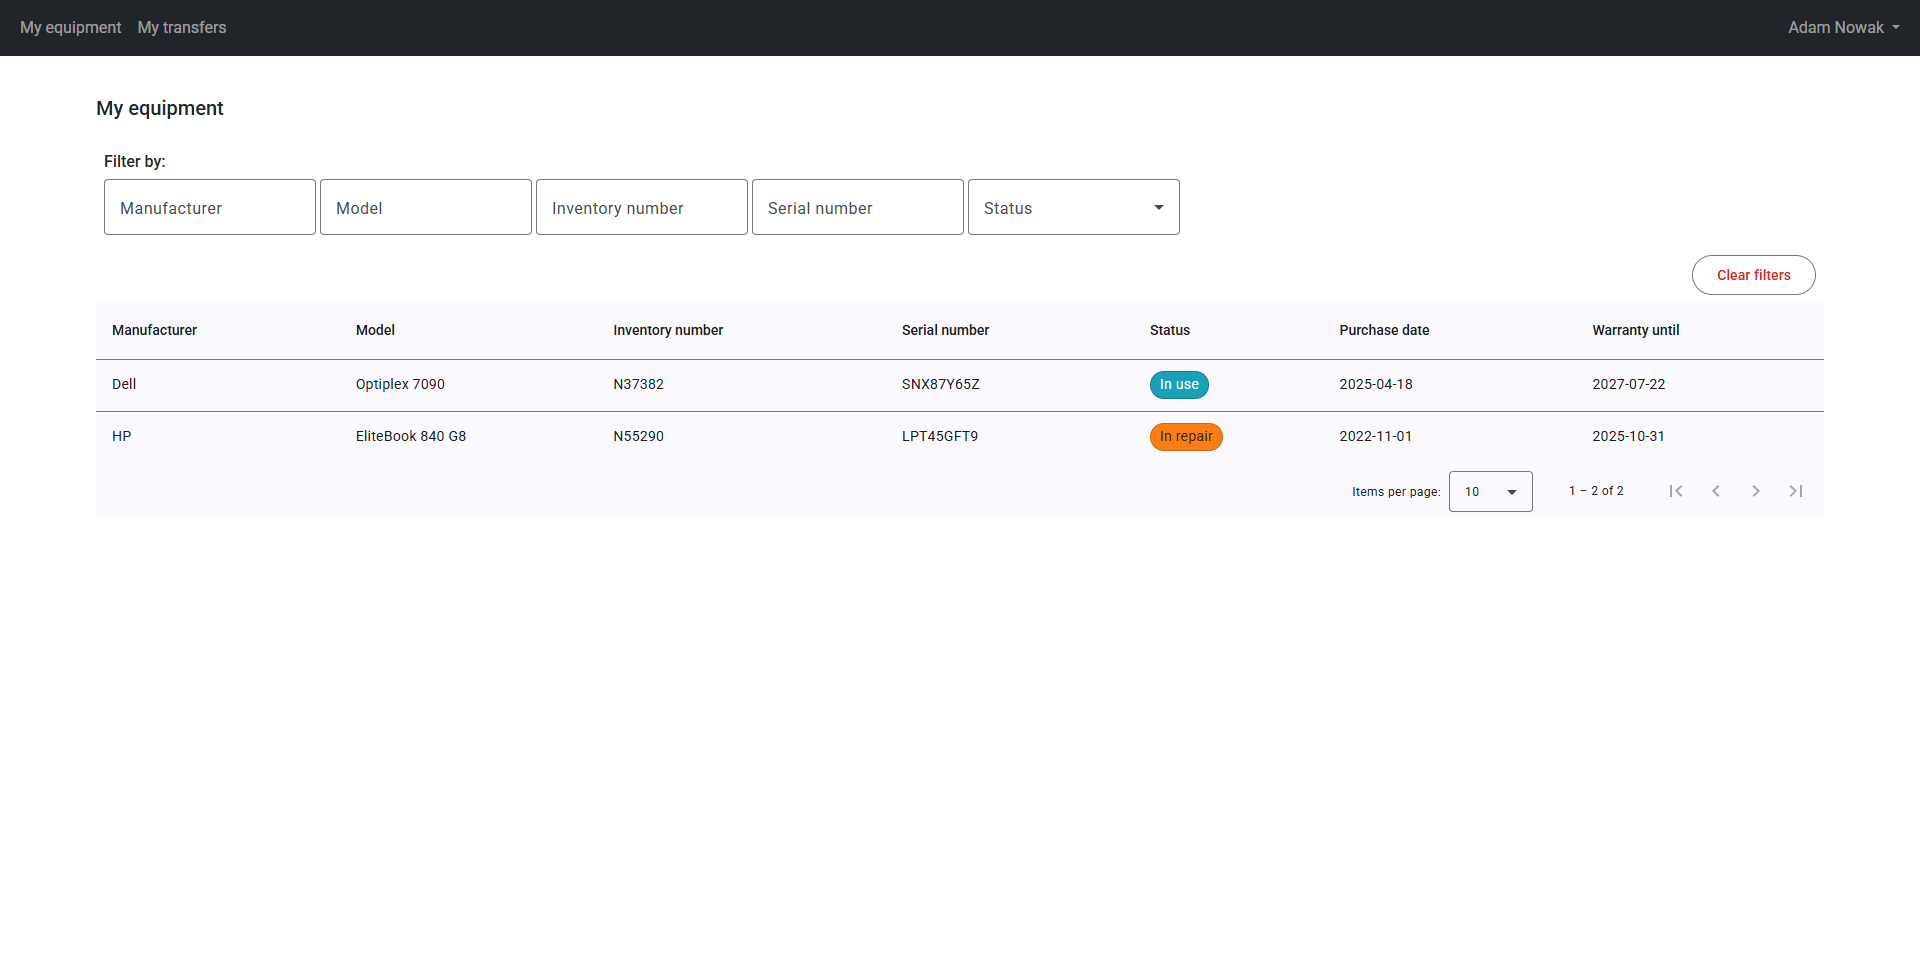 My equipment My transfers Adam Nowak
My equipment
Filter by:
Manufacturer Model Inventory number Serial number Status
Clear filters
Manufacturer Model Inventory number Serial number Status Purchase date Warranty until
Dell Optiplex 7090 N37382 SNX87Y65Z In use 2025-04-18 2027-07-22
HP EliteBook 840 G8 N55290 LPT45GFT9 In repair 2022-11-01 2025-10-31
Items per page: 10 1 – 2 of 2